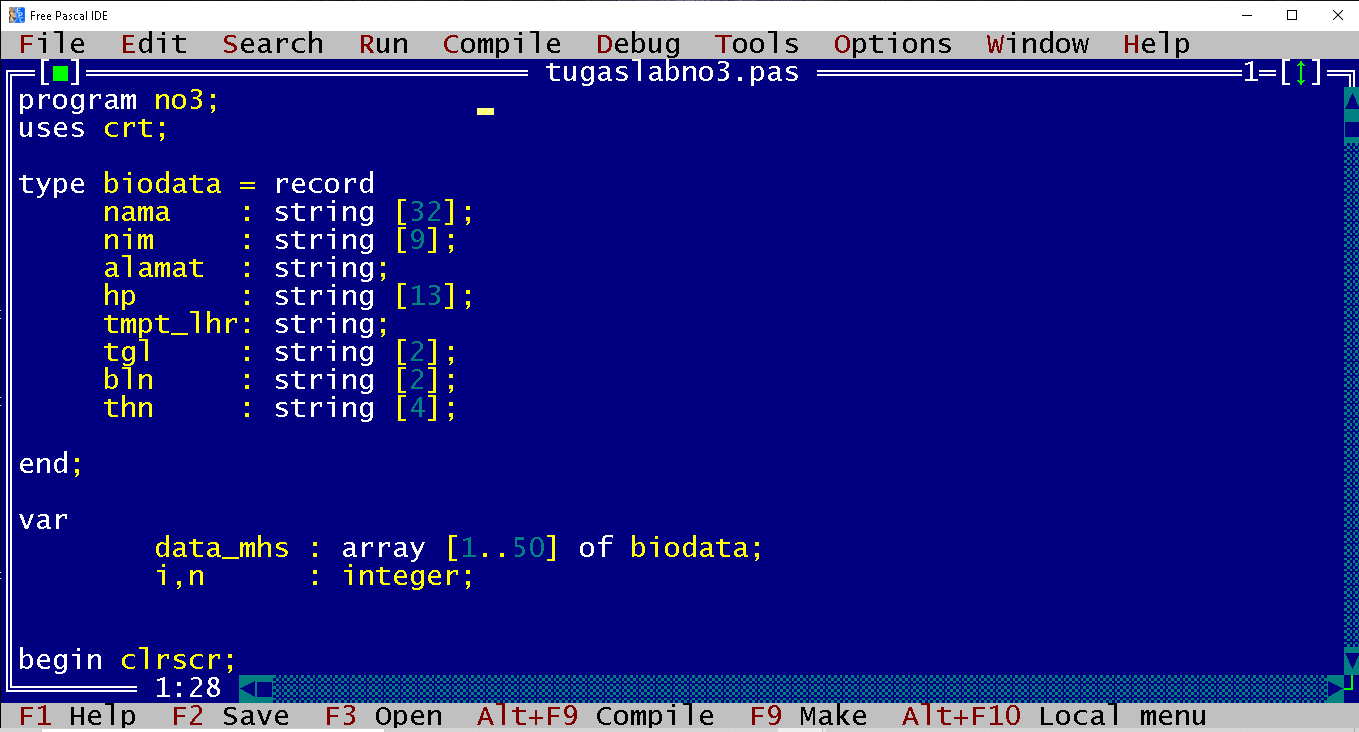 Free Pascal IDE
File Edit Search Run Compile Debug Tools Options Window Help
[■] tugaslabno3.pas 1=[↕]
program no3;
uses crt;
type biodata = record
nama : string [32];
nim : string [9];
alamat : string;
hp : string [13];
tmpt_lhr: string;
tgl : string [2];
bln : string [2];
thn : string [4];
end;
var
data_mhs : array [1..50] of biodata;
i,n : integer;
begin clrscr;
1:28
F1 Help F2 Save F3 Open Alt+F9 Compile F9 Make Alt+F10 Local menu